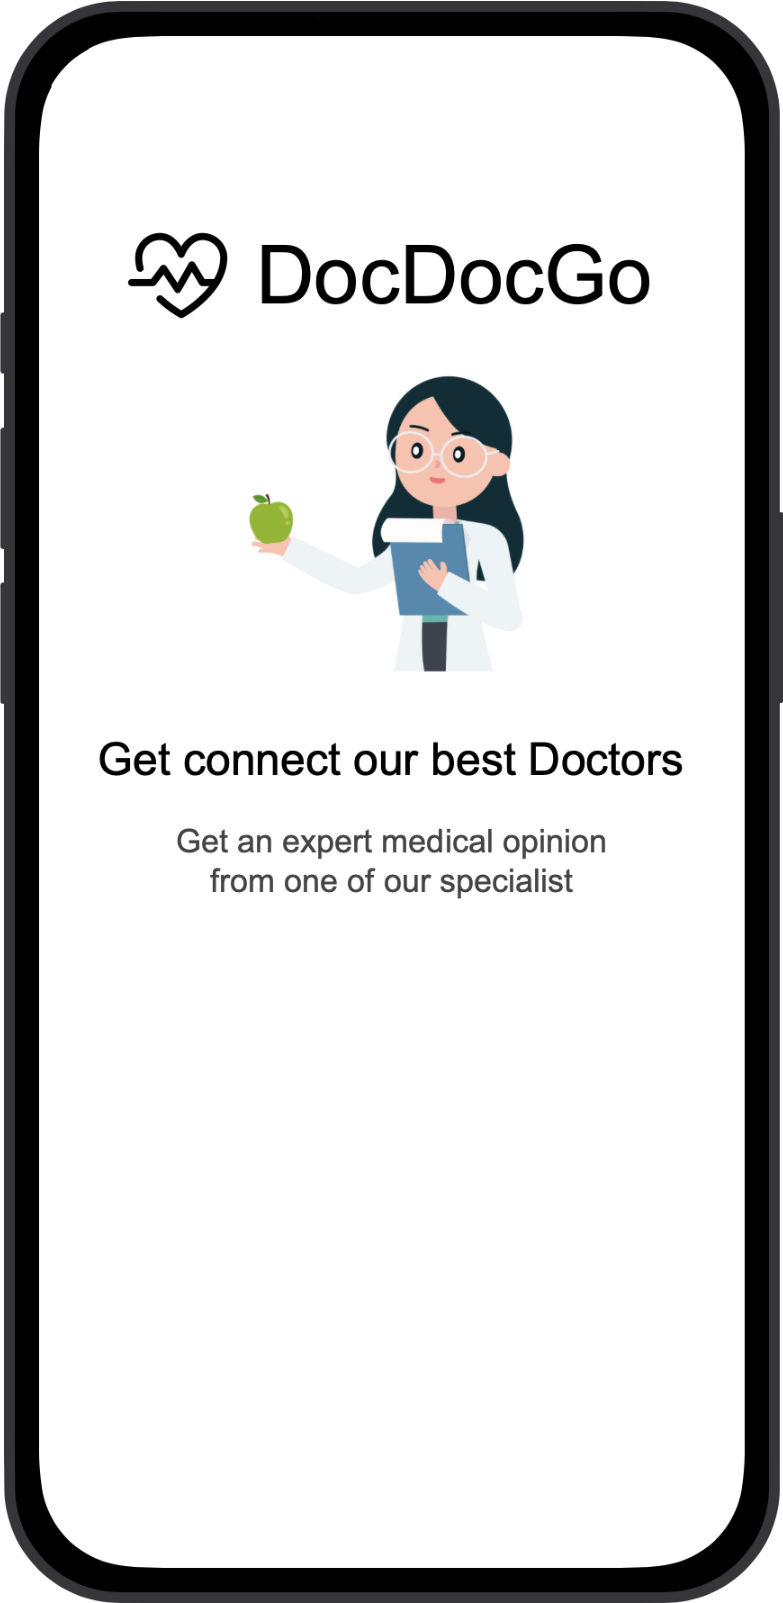 DocDocGo
Get connect our best Doctors
Get an expert medical opinion
from one of our specialist